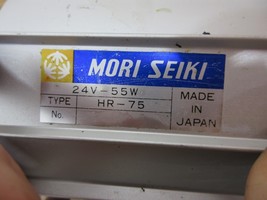 MORI SEIKI
24V-55W
TYPE HR-75
No.
MADE
IN
JAPAN